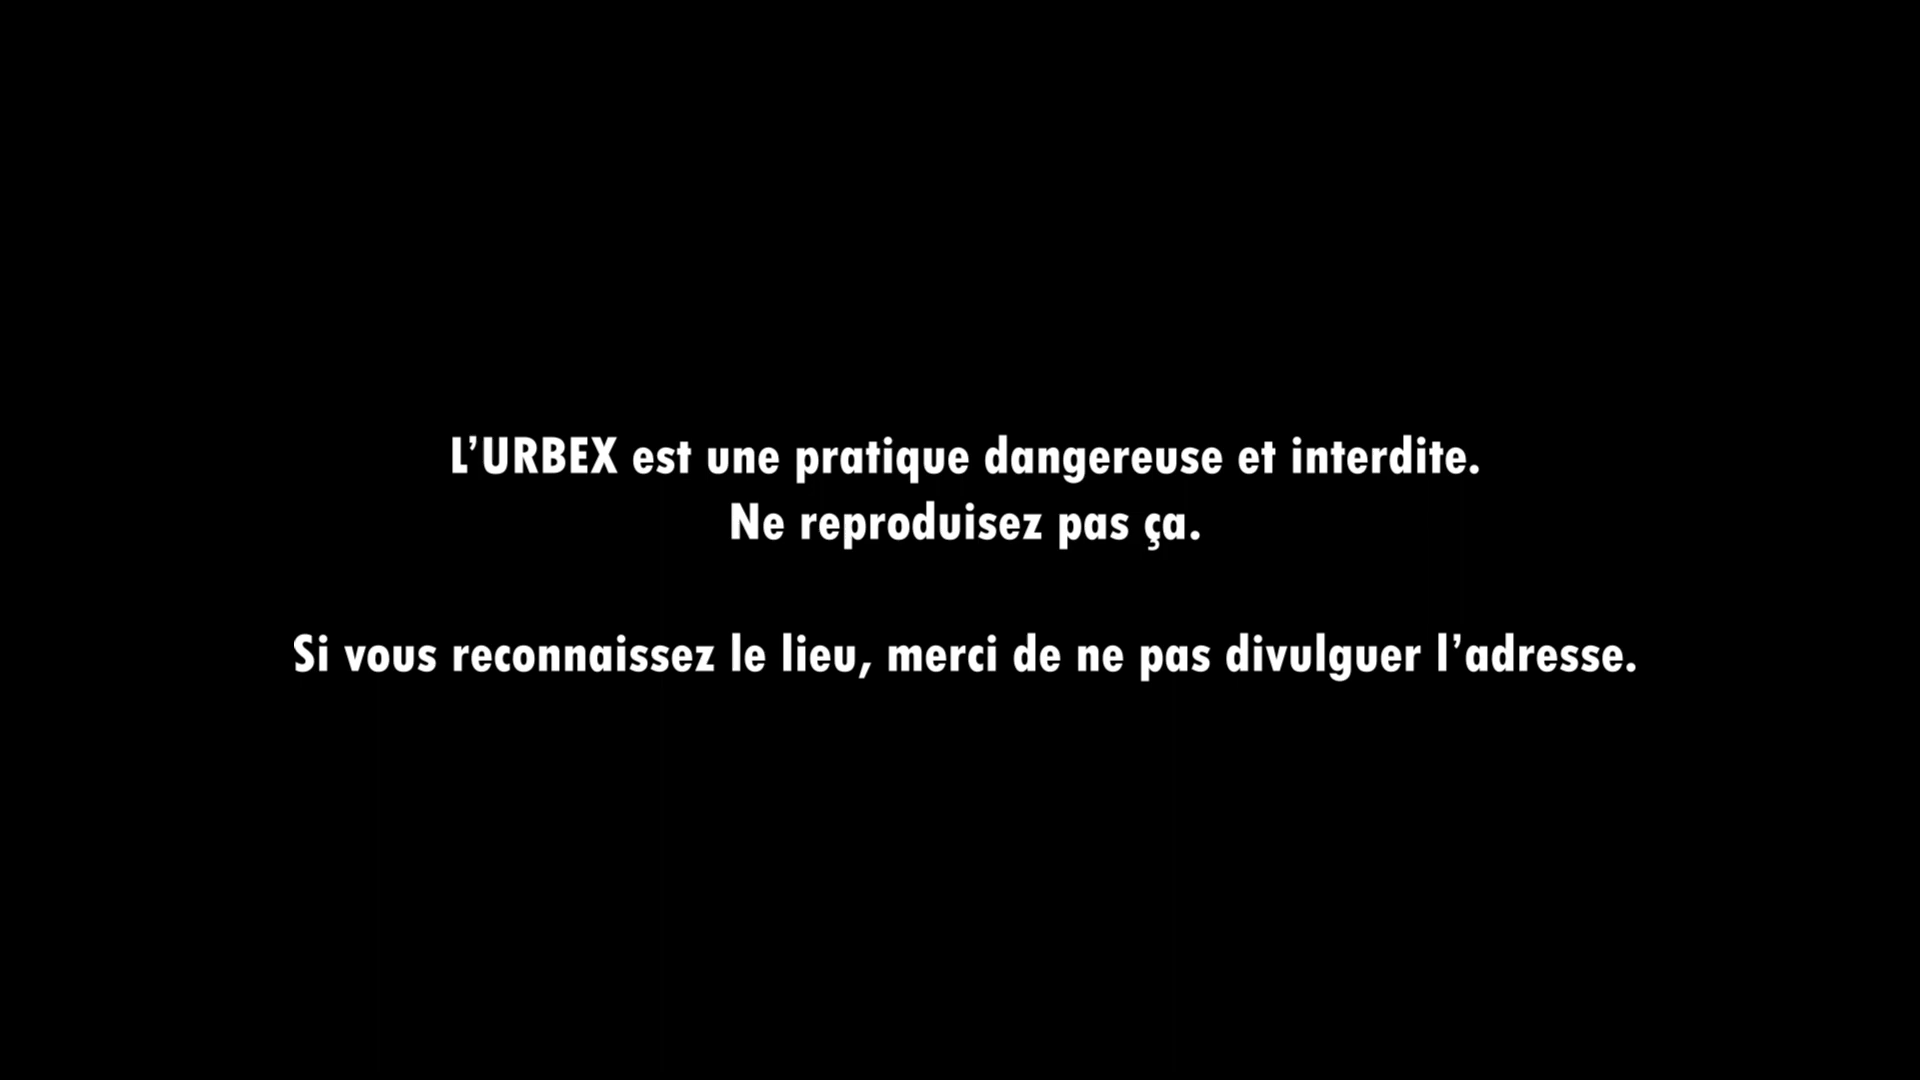 L’URBEX est une pratique dangereuse et interdite.
Ne reproduisez pas ça.
Si vous reconnaissez le lieu, merci de ne pas divulguer l’adresse.